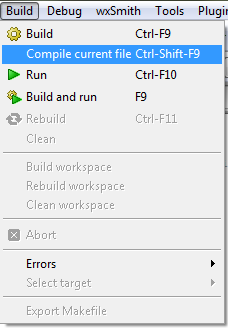 Build Debug wxSmith Tools Plugin
Build Ctrl-F9
Compile current file Ctrl-Shift-F9
Run Ctrl-F10
Build and run F9
Rebuild Ctrl-F11
Clean
Build workspace
Rebuild workspace
Clean workspace
Abort
Errors
Select target
Export Makefile